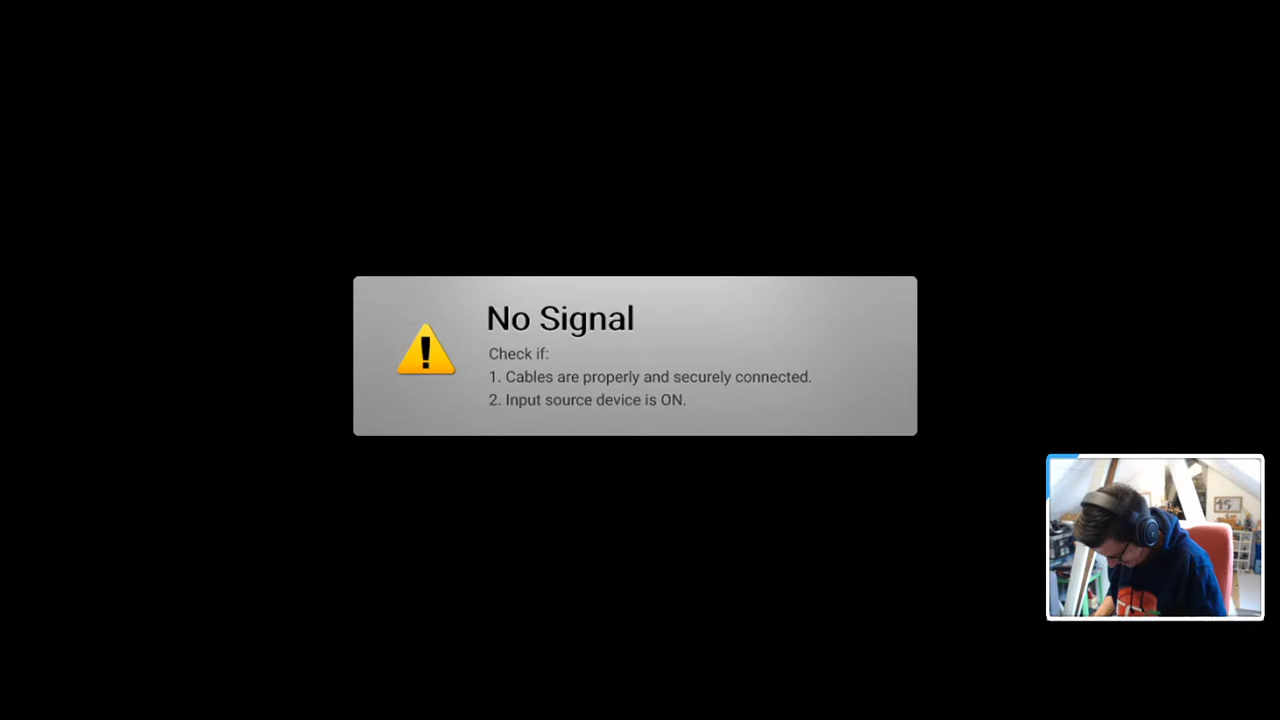 No Signal
Check if:
1. Cables are properly and securely connected.
2. Input source device is ON.